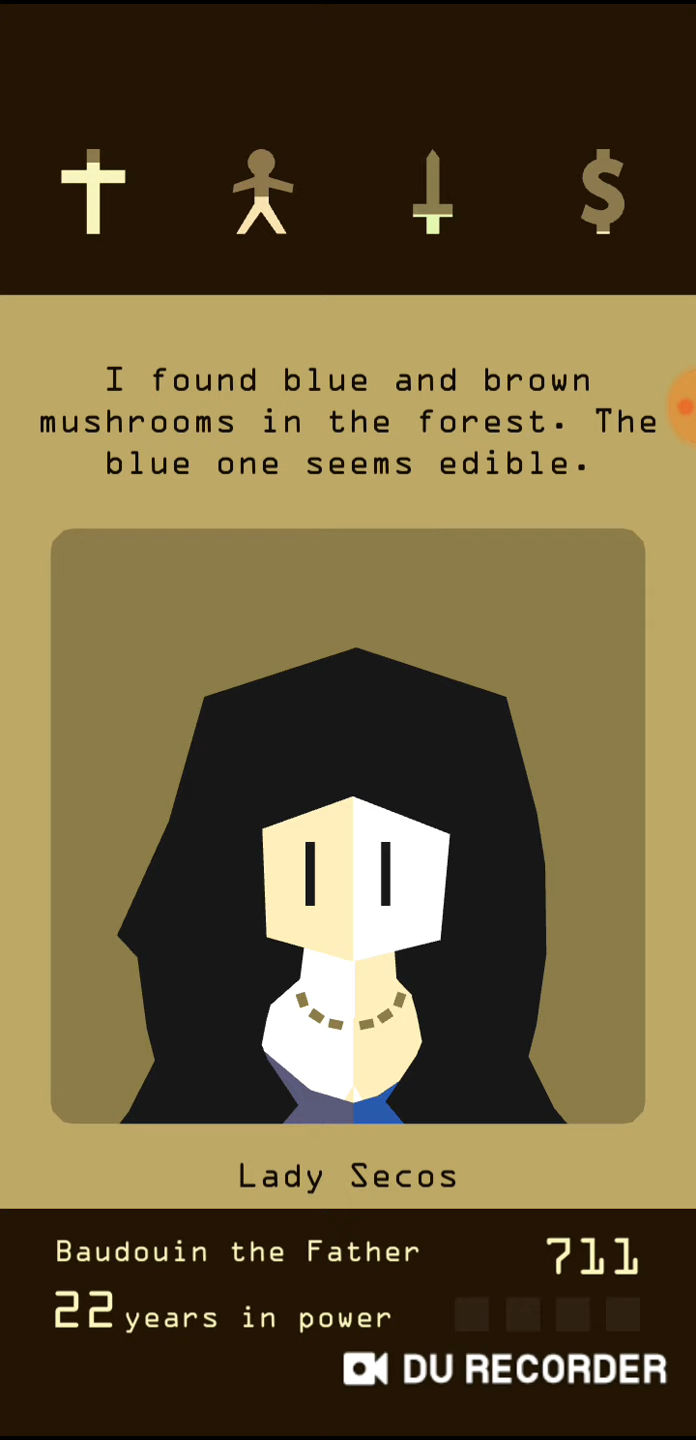 I found blue and brown
mushrooms in the forest. The
blue one seems edible.
Lady Secos
Baudouin the Father
711
22 years in power
DU RECORDER